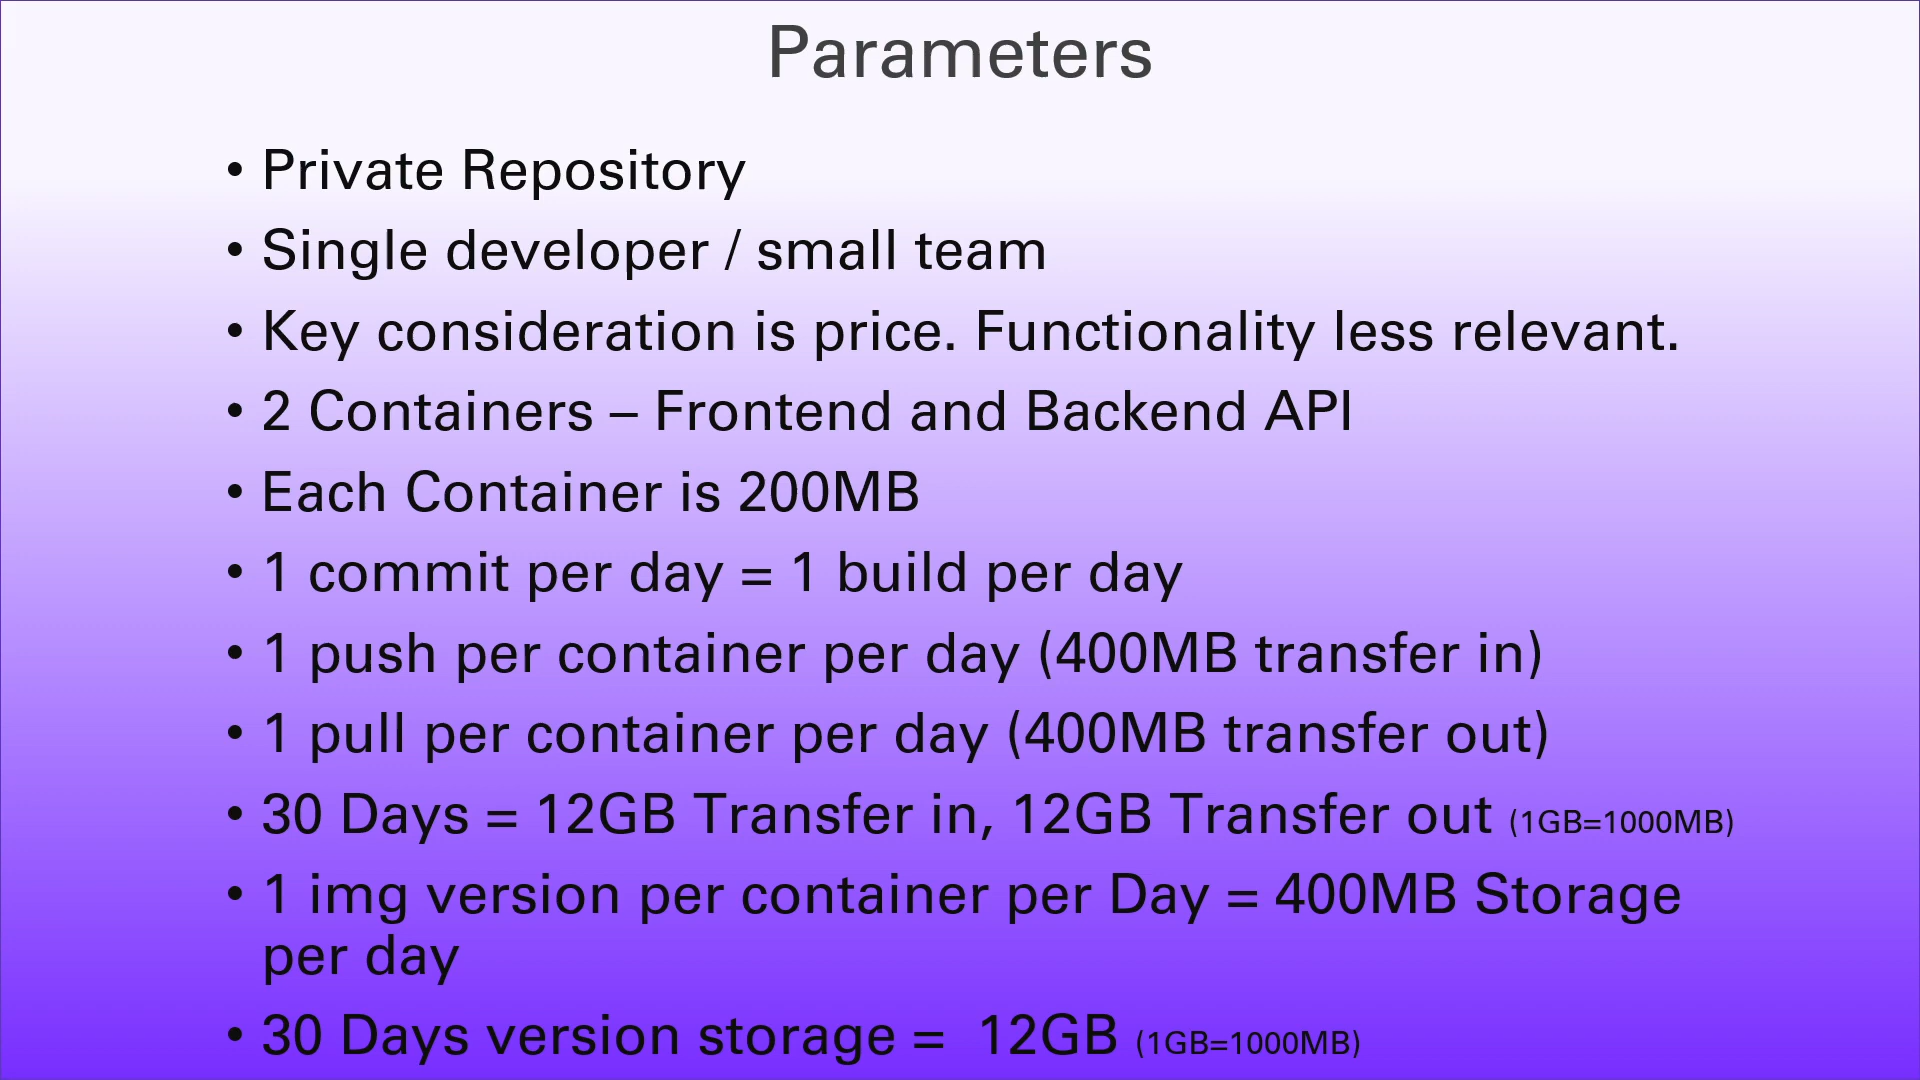 Parameters
• Private Repository
• Single developer / small team
• Key consideration is price. Functionality less relevant.
• 2 Containers – Frontend and Backend API
• Each Container is 200MB
• 1 commit per day = 1 build per day
• 1 push per container per day (400MB transfer in)
• 1 pull per container per day (400MB transfer out)
• 30 Days = 12GB Transfer in, 12GB Transfer out (1GB=1000MB)
• 1 img version per container per Day = 400MB Storage
per day
• 30 Days version storage =  12GB (1GB=1000MB)